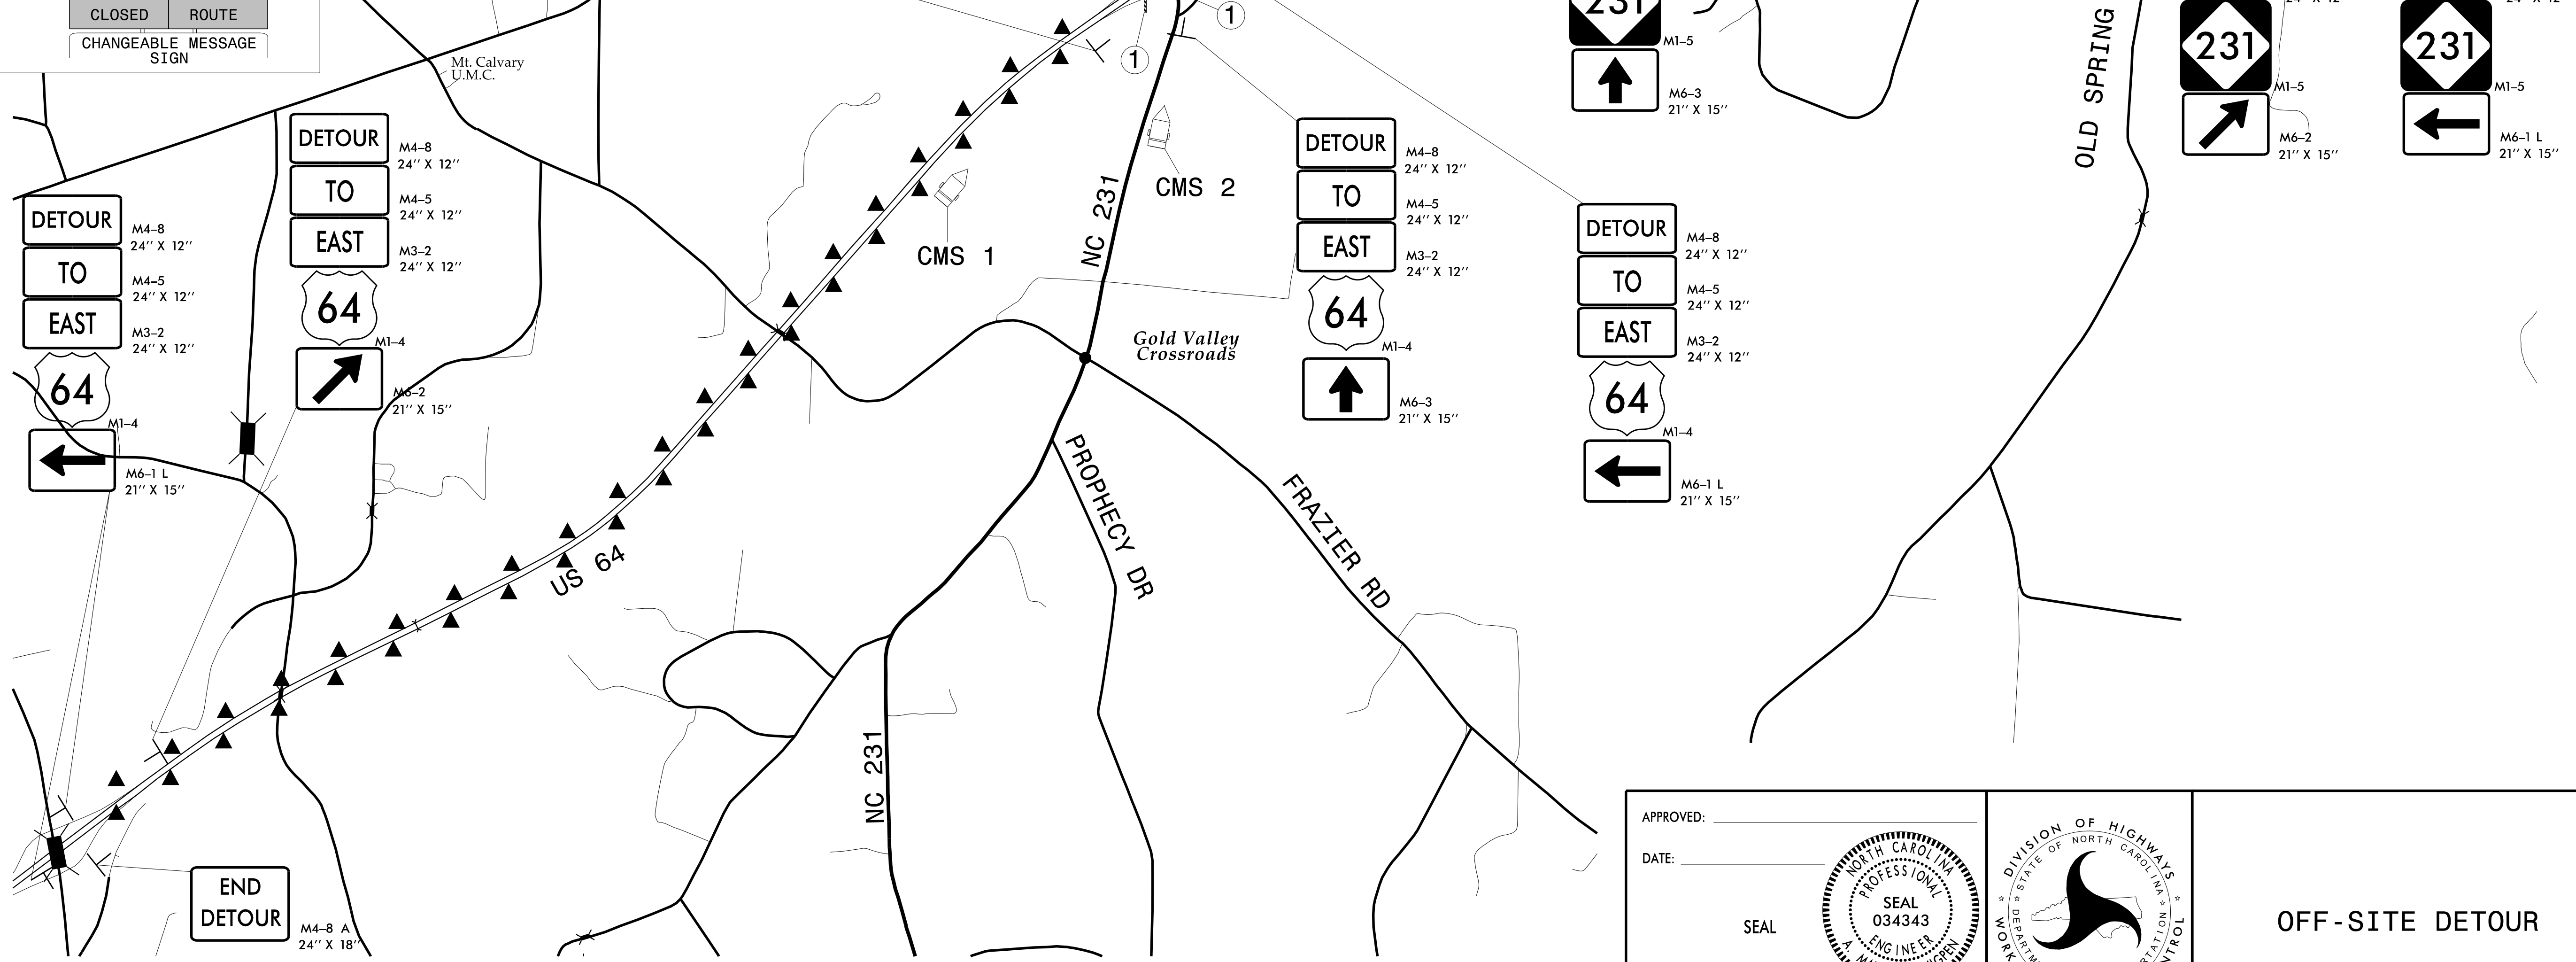 CLOSED
ROUTE
CHANGEABLE MESSAGE
SIGN
Mt. Calvary
U.M.C.
DETOUR
M4-8
24'' X 12''
TO
M4-5
24'' X 12''
EAST
M3-2
24'' X 12''
64
M1-4
M6-1 L
21'' X 15''
DETOUR
M4-8
24'' X 12''
TO
M4-5
24'' X 12''
EAST
M3-2
24'' X 12''
64
M1-4
M6-2
21'' X 15''
US 64
END
DETOUR
M4-8 A
24'' X 18''
1
1
CMS 1
CMS 2
NC 231
Gold Valley
Crossroads
PROPHECY DR
FRAZIER RD
NC 231
DETOUR
M4-8
24'' X 12''
TO
M4-5
24'' X 12''
EAST
M3-2
24'' X 12''
64
M1-4
M6-3
21'' X 15''
231
M1-5
M6-3
21'' X 15''
DETOUR
M4-8
24'' X 12''
TO
M4-5
24'' X 12''
EAST
M3-2
24'' X 12''
64
M1-4
M6-1 L
21'' X 15''
OLD SPRING
231
M1-5
M6-2
21'' X 15''
231
M1-5
M6-1 L
21'' X 15''
APPROVED:
DATE:
SEAL
NORTH CAROLINA
PROFESSIONAL
SEAL
034343
ENGINEER
DIVISION OF HIGHWAYS
STATE OF NORTH CAROLINA
OFF-SITE DETOUR